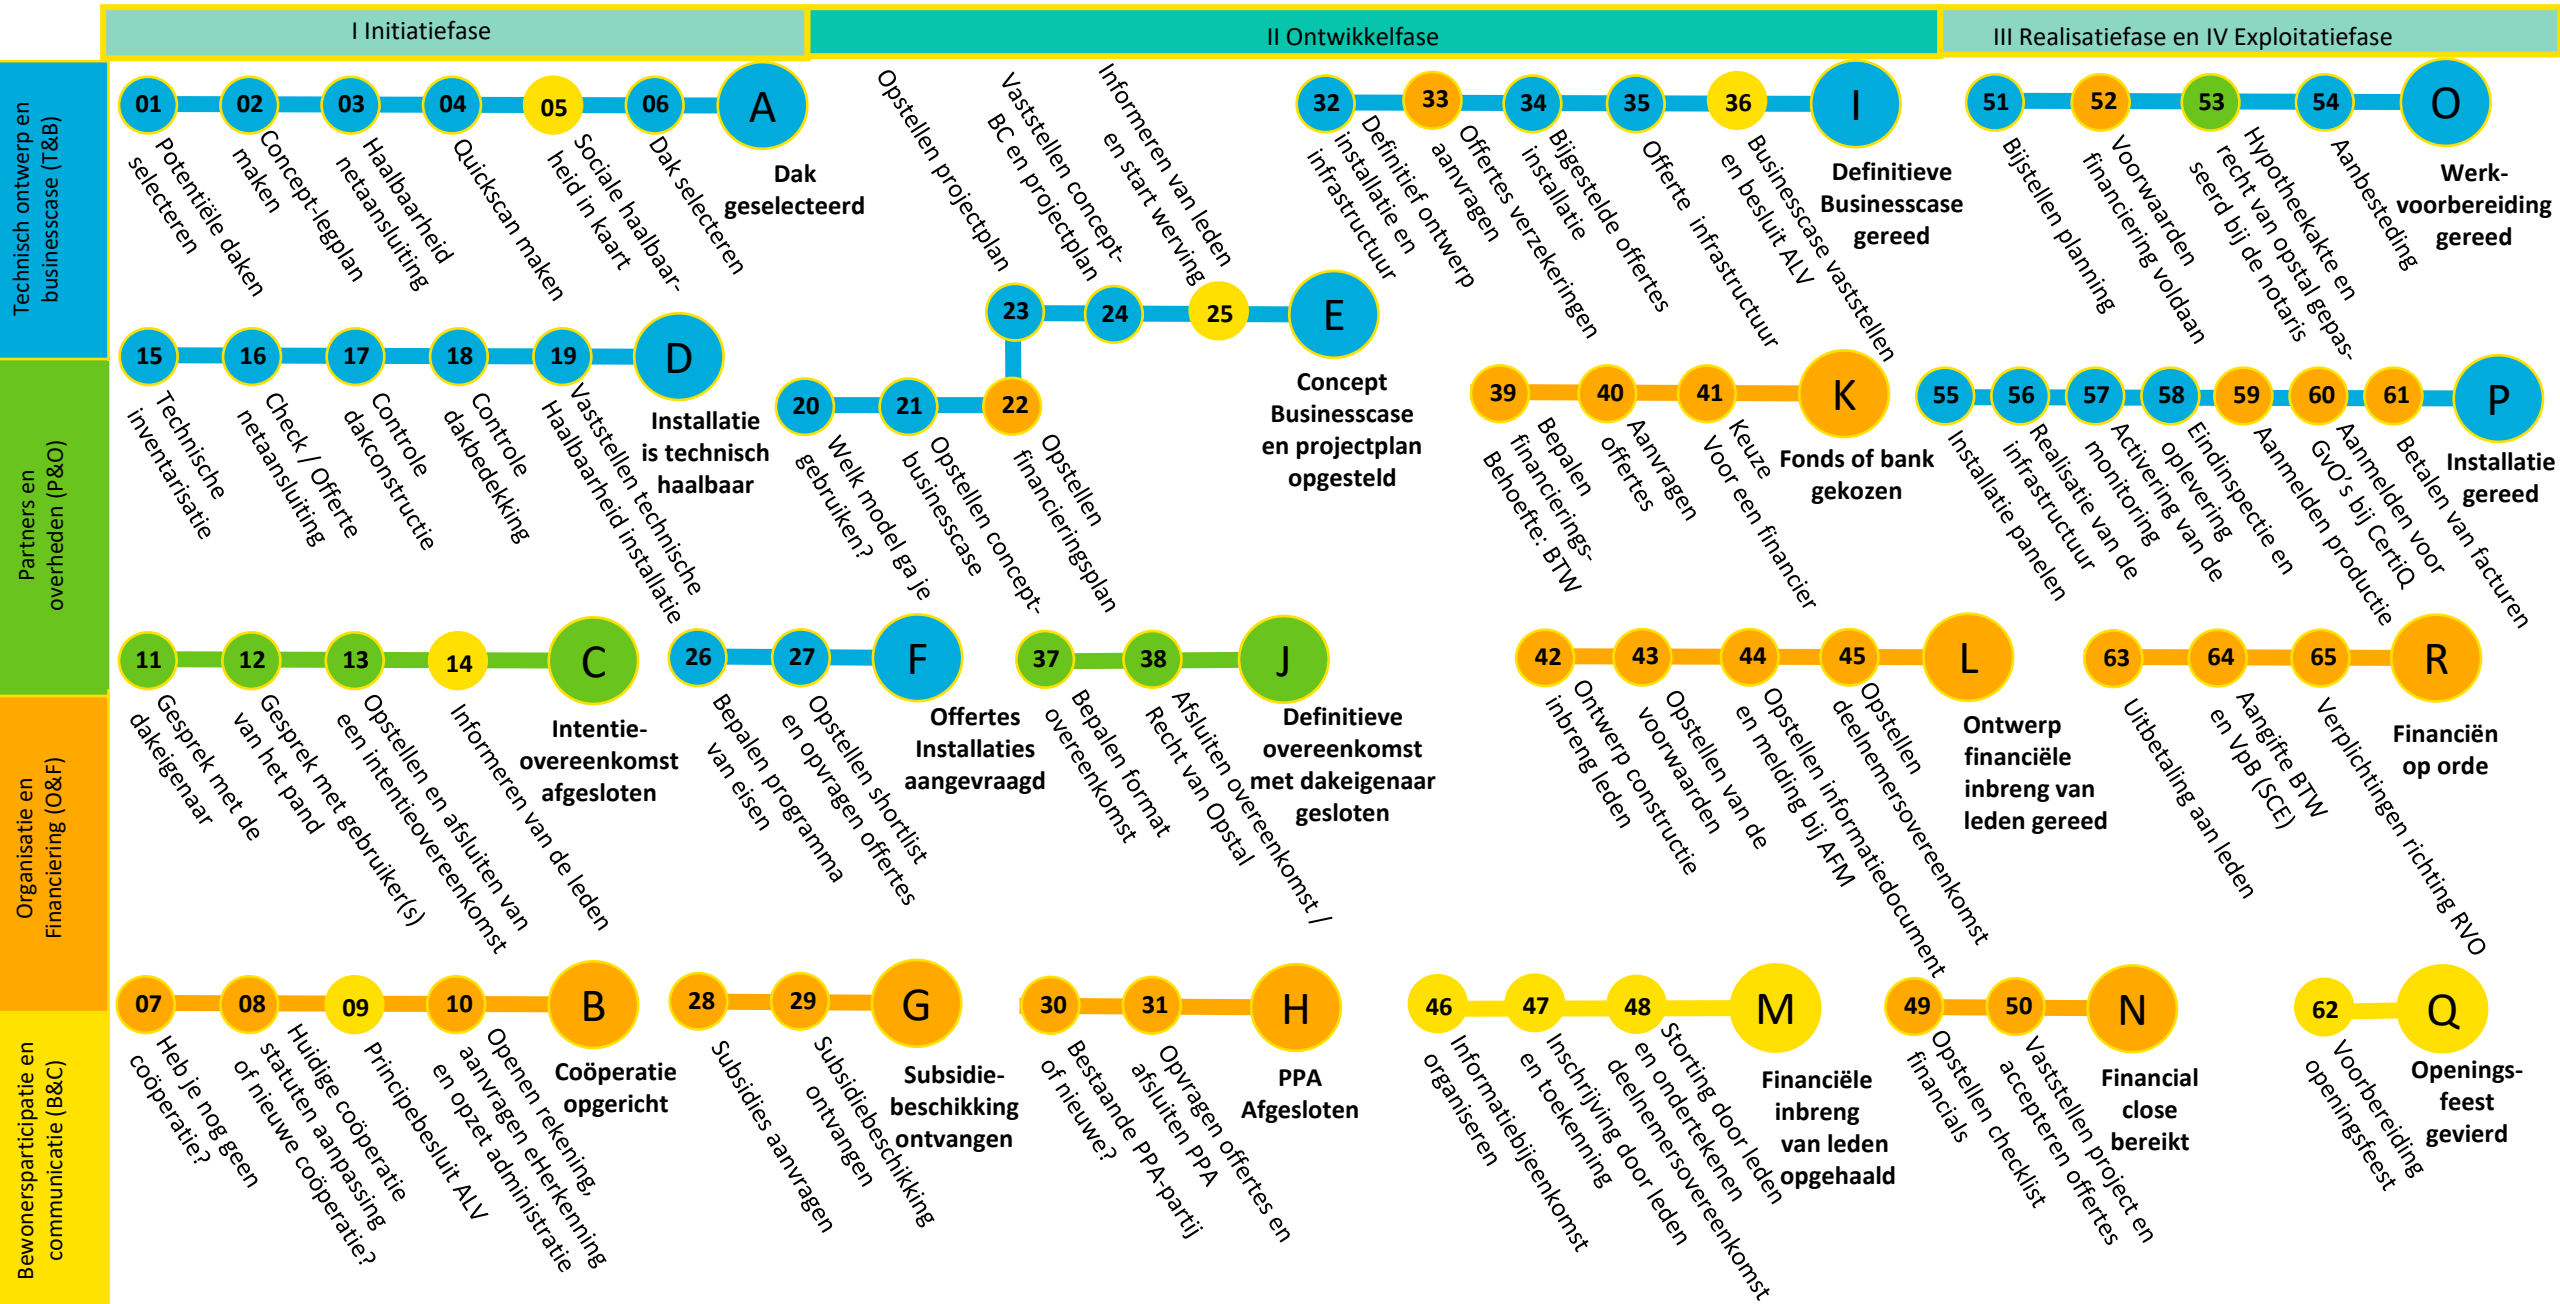 I Initiatiefase
II Ontwikkelfase
III Realisatiefase en IV Exploitatiefase
Technisch ontwerp en
businesscase (T&B)
Partners en
overheden (P&O)
Organisatie en
Financiering (O&F)
Bewonersparticipatie en
communicatie (B&C)
01
Potentiële daken
selecteren
02
Concept-legplan
maken
03
Haalbaarheid
netaansluiting
04
Quickscan maken
05
Sociale haalbaar-
heid in kaart
06
Dak selecteren
A
Dak
geselecteerd
15
Technische
inventarisatie
16
Check / Offerte
netaansluiting
17
Controle
dakconstructie
18
Controle
dakbedekking
19
Vaststellen technische
Haalbaarheid installatie
D
Installatie
is technisch
haalbaar
11
Gesprek met de
dakeigenaar
12
Gesprek met gebruiker(s)
van het pand
13
Opstellen en afsluiten van
een intentieovereenkomst
14
Informeren van de leden
C
Intentie-
overeenkomst
afgesloten
07
Heb je nog geen
coöperatie?
08
Huidige coöperatie
statuten aanpassing
of nieuwe coöperatie?
09
Principebesluit ALV
10
Openen rekening,
aanvragen eHerkenning
en opzet administratie
B
Coöperatie
opgericht
20
Welk model ga je
gebruiken?
21
Opstellen concept-
businesscase
22
Opstellen
financieringsplan
23
Opstellen projectplan
24
Vaststellen concept-
BC en projectplan
25
Informeren van leden
en start werving
E
Concept
Businesscase
en projectplan
opgesteld
26
Bepalen programma
van eisen
27
Opstellen shortlist
en opvragen offertes
F
Offertes
Installaties
aangevraagd
28
Subsidies aanvragen
29
Subsidiebeschikking
ontvangen
G
Subsidie-
beschikking
ontvangen
37
Bepalen format
overeenkomst
38
Afsluiten overeenkomst /
Recht van Opstal
J
Definitieve
overeenkomst
met dakeigenaar
gesloten
30
Bestaande PPA-partij
of nieuwe?
31
Opvragen offertes en
afsluiten PPA
H
PPA
Afgesloten
32
Definitief ontwerp
installatie en
infrastructuur
33
Offertes verzekeringen
aanvragen
34
Bijgestelde offertes
installatie
35
Offerte infrastructuur
36
Businesscase vaststellen
en besluit ALV
I
Definitieve
Businesscase
gereed
39
Bepalen
financierings-
Behoefte: BTW
40
Aanvragen
offertes
41
Keuze
Voor een financier
K
Fonds of bank
gekozen
42
Ontwerp constructie
inbreng leden
43
Opstellen van de
voorwaarden
44
Opstellen informatiedocument
en melding bij AFM
45
Opstellen
deelnemersovereenkomst
L
Ontwerp
financiële
inbreng van
leden gereed
46
Informatiebijeenkomst
organiseren
47
Inschrijving door leden
en toekenning
48
Storting door leden
en ondertekenen
deelnemersovereenkomst
M
Financiële
inbreng
van leden
opgehaald
49
Opstellen checklist
financials
50
Vaststellen project en
accepteren offertes
N
Financial
close
bereikt
51
Bijstellen planning
52
Voorwaarden
financiering voldaan
53
Hypotheekakte en
recht van opstal gepas-
seerd bij de notaris
54
Aanbesteding
O
Werk-
voorbereiding
gereed
55
Installatie panelen
56
Realisatie van de
infrastructuur
57
Activering van de
monitoring
58
Eindinspectie en
oplevering
59
Aanmelden productie
60
Aanmelden voor
GvO's bij CertiQ
61
Betalen van facturen
P
Installatie
gereed
63
Uitbetaling aan leden
64
Aangifte BTW
en VpB (SCE)
65
Verplichtingen richting RVO
R
Financiën
op orde
62
Voorbereiding
openingsfeest
Q
Openings-
feest
gevierd